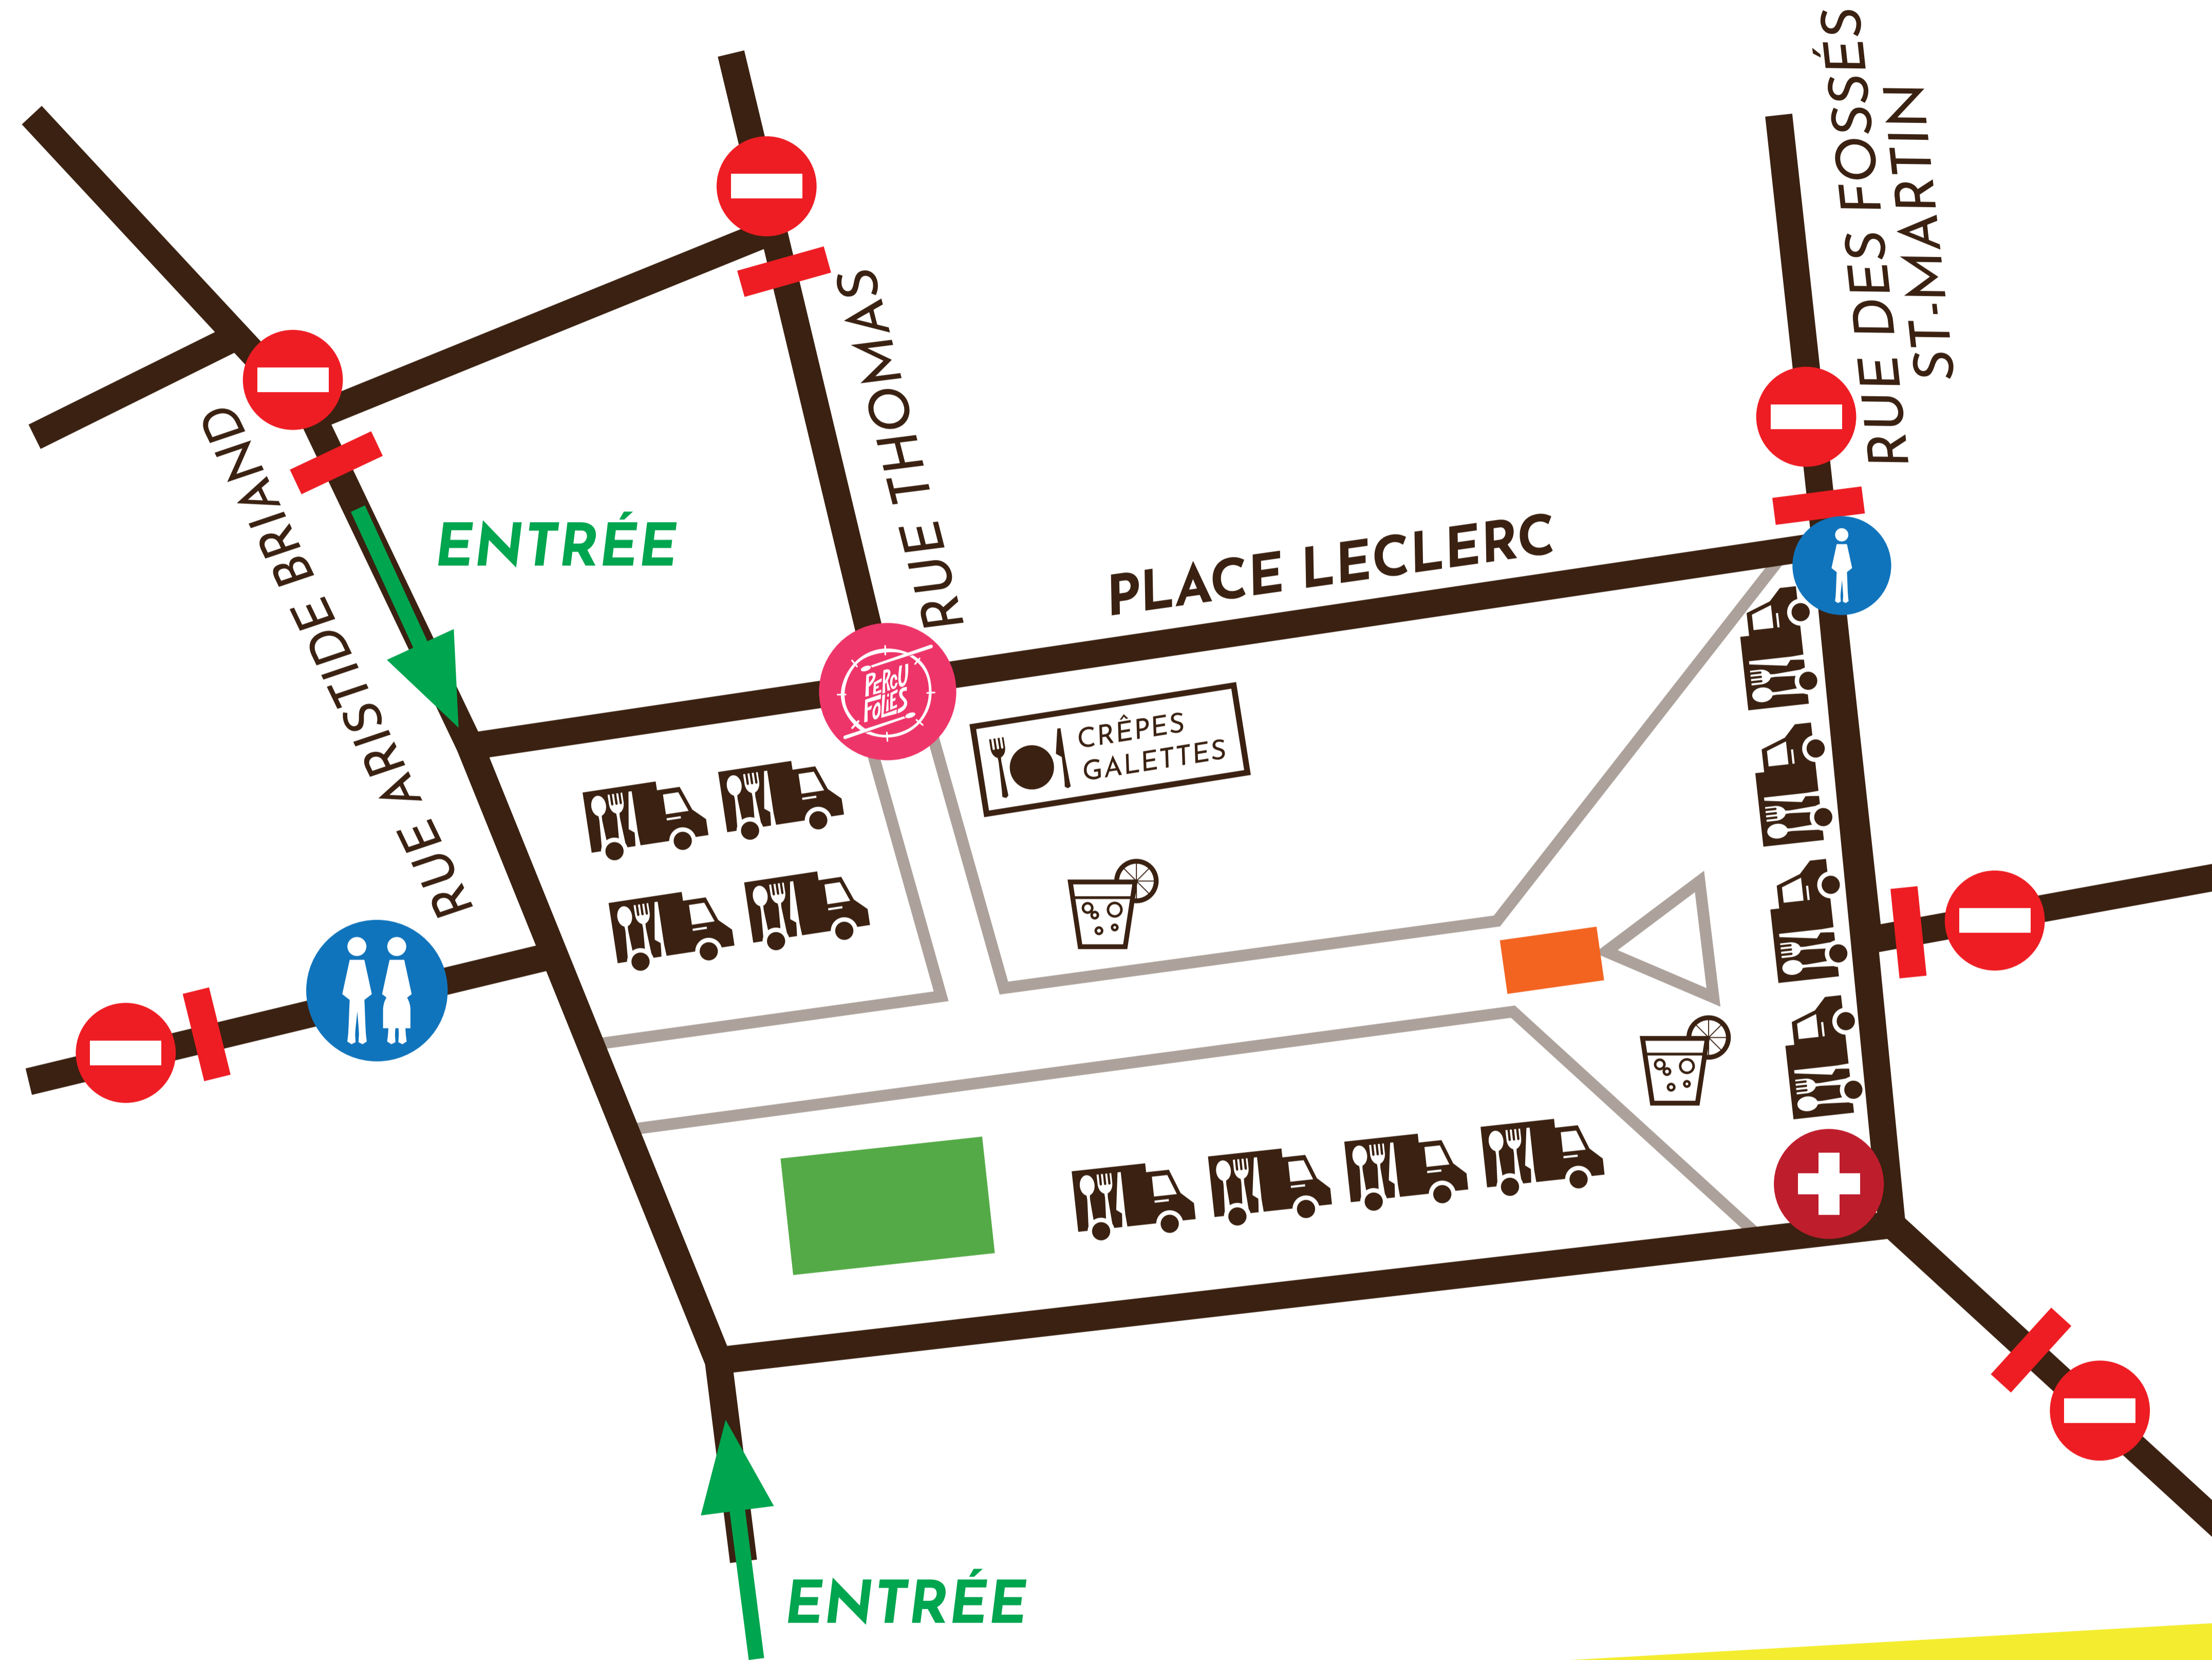 RUE DES FOSSÉS
ST-MARTIN
RUE THOMAS
RUE ARISTIDE BRIAND
ENTRÉE
PLACE LECLERC
PERCU
FOLIES
CRÊPES
GALETTES
ENTRÉE